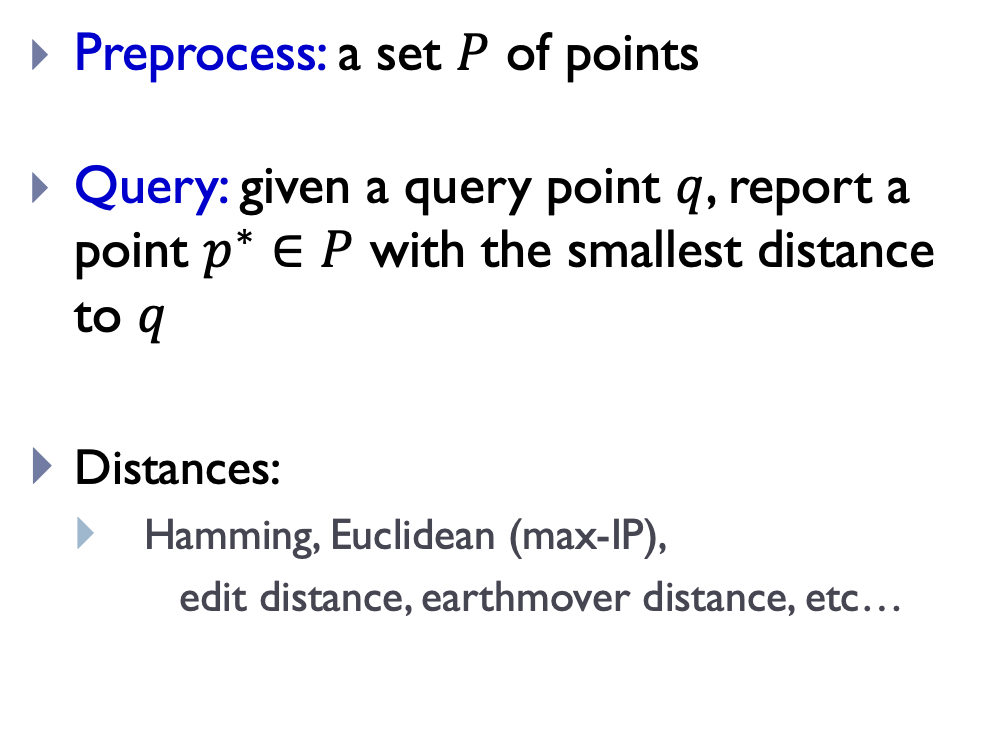 Preprocess: a set P of points
Query: given a query point q, report a
point p* ∈ P with the smallest distance
to q
Distances:
Hamming, Euclidean (max-IP),
edit distance, earthmover distance, etc…